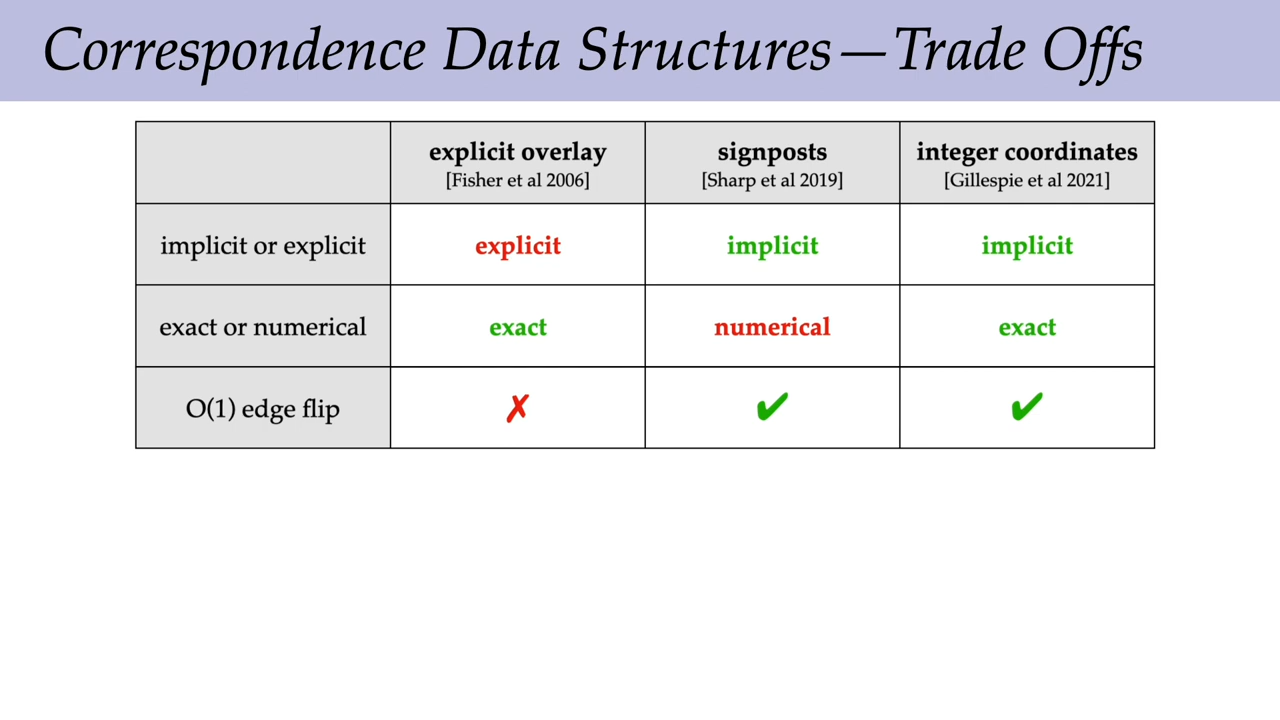 Correspondence Data Structures—Trade Offs
explicit overlay signposts integer coordinates
[Fisher et al 2006] [Sharp et al 2019] [Gillespie et al 2021]
implicit or explicit explicit implicit implicit
exact or numerical exact numerical exact
O(1) edge flip ✗ ✔ ✔